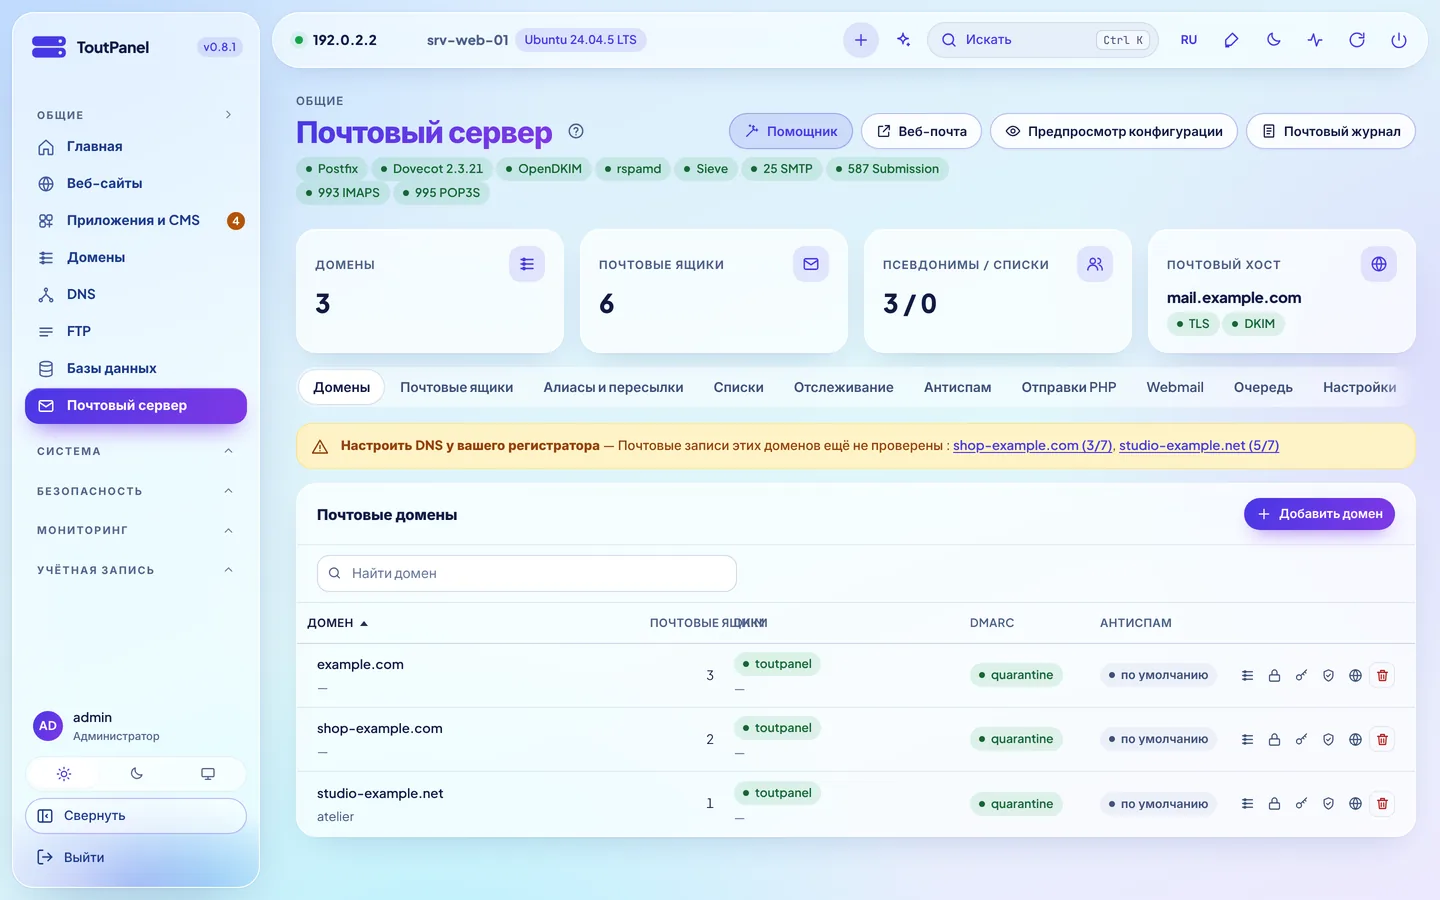 ToutPanel
v0.8.1
ОБЩИЕ
Главная
Веб-сайты
Приложения и CMS
4
Домены
DNS
FTP
Базы данных
Почтовый сервер
СИСТЕМА
БЕЗОПАСНОСТЬ
МОНИТОРИНГ
УЧЁТНАЯ ЗАПИСЬ
AD
admin
Администратор
Свернуть
Выйти
192.0.2.2
srv-web-01
Ubuntu 24.04.5 LTS
Искать
Ctrl K
RU
ОБЩИЕ
Почтовый сервер
Помощник
Веб-почта
Предпросмотр конфигурации
Почтовый журнал
Postfix
Dovecot 2.3.21
OpenDKIM
rspamd
Sieve
25 SMTP
587 Submission
993 IMAPS
995 POP3S
ДОМЕНЫ
3
ПОЧТОВЫЕ ЯЩИКИ
6
ПСЕВДОНИМЫ / СПИСКИ
3 / 0
ПОЧТОВЫЙ ХОСТ
mail.example.com
TLS
DKIM
Домены
Почтовые ящики
Алиасы и пересылки
Списки
Отслеживание
Антиспам
Отправки PHP
Webmail
Очередь
Настройки
Настроить DNS у вашего регистратора — Почтовые записи этих доменов ещё не проверены : shop-example.com (3/7), studio-example.net (5/7)
Почтовые домены
Добавить домен
Найти домен
ДОМЕН
ПОЧТОВЫЕ ЯЩИКИ
DKIM
DMARC
АНТИСПАМ
example.com
—
3
toutpanel
—
quarantine
по умолчанию
shop-example.com
—
2
toutpanel
—
quarantine
по умолчанию
studio-example.net
atelier
1
toutpanel
—
quarantine
по умолчанию